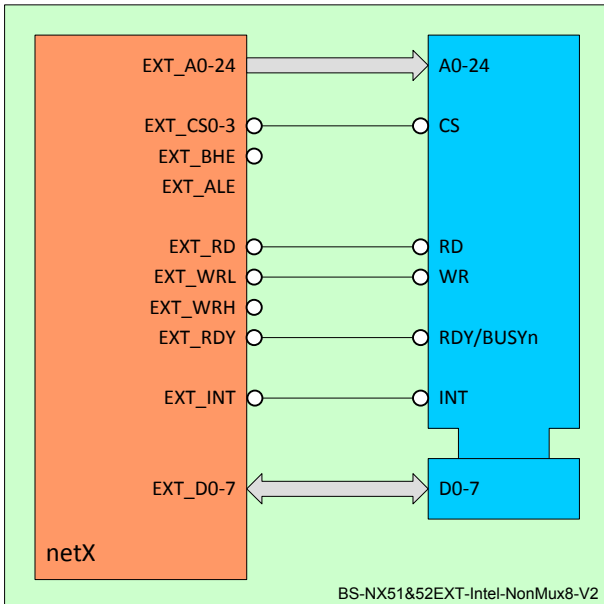 EXT_A0-24 A0-24
EXT_CS0-3 CS
EXT_BHE
EXT_ALE
EXT_RD RD
EXT_WRL WR
EXT_WRH
EXT_RDY RDY/BUSYn
EXT_INT INT
EXT_D0-7 D0-7
netX
BS-NX51&52EXT-Intel-NonMux8-V2